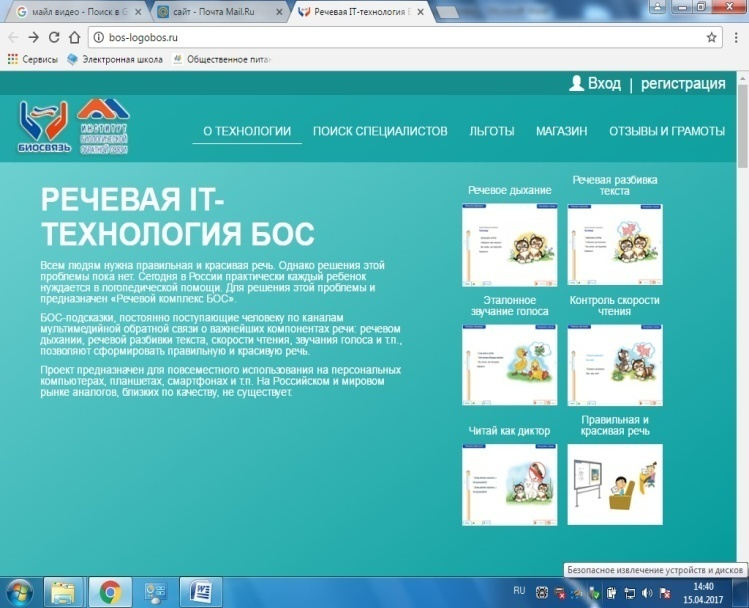 майл видео - Поиск в G
сайт - Почта Mail.Ru
Речевая IT-технология Б
bos-logobos.ru
Сервисы
Электронная школа
Общественное питан
Вход | регистрация
БИОСВЯЗЬ
ИНСТИТУТ
БИОЛОГИЧЕСКОЙ
ОБРАТНОЙ СВЯЗИ
О ТЕХНОЛОГИИ
ПОИСК СПЕЦИАЛИСТОВ
ЛЬГОТЫ
МАГАЗИН
ОТЗЫВЫ И ГРАМОТЫ
РЕЧЕВАЯ IT-
ТЕХНОЛОГИЯ БОС
Всем людям нужна правильная и красивая речь. Однако решения этой
проблемы пока нет. Сегодня в России практически каждый ребенок
нуждается в логопедической помощи. Для решения этой проблемы и
предназначен «Речевой комплекс БОС».
БОС-подсказки, постоянно поступающие человеку по каналам
мультимедийной обратной связи о важнейших компонентах речи: речевом
дыхании, речевой разбивки текста, скорости чтения, звучания голоса и т.п.,
позволяют сформировать правильную и красивую речь.
Проект предназначен для повсеместного использования на персональных
компьютерах, планшетах, смартфонах и т.п. На Российском и мировом
рынке аналогов, близких по качеству, не существует.
Речевое дыхание
Речевая разбивка
текста
Эталонное
звучание голоса
Контроль скорости
чтения
Читай как диктор
Правильная и
красивая речь
Безопасное извлечение устройств и дисков
RU
14:40
15.04.2017